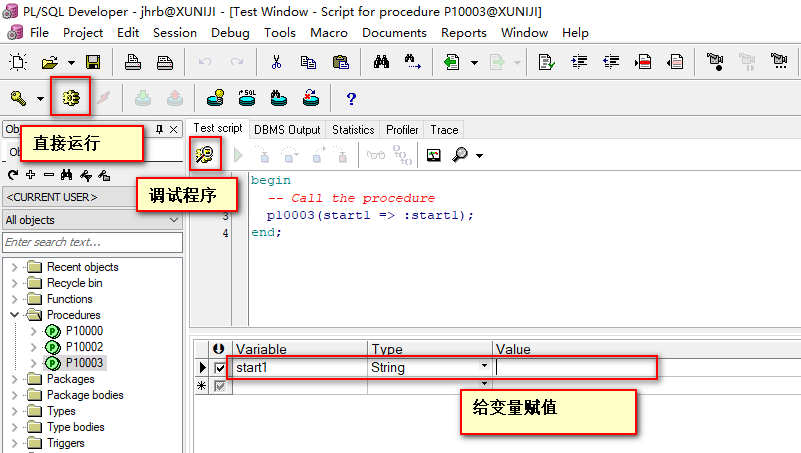 PL/SQL Developer - jhrb@XUNIJI - [Test Window - Script for procedure P10003@XUNIJI]
File Project Edit Session Debug Tools Macro Documents Reports Window Help
SQL
?
Obj
直接运行
Ob
Test script DBMS Output Statistics Profiler Trace
调试程序
<CURRENT USER>
All objects
Enter search text...
Recent objects
Recycle bin
Functions
Procedures
P10000
P10002
P10003
Packages
Package bodies
Types
Type bodies
Triggers
begin
-- Call the procedure
3 p10003(start1 => :start1);
4 end;
Variable Type Value
start1 String
给变量赋值